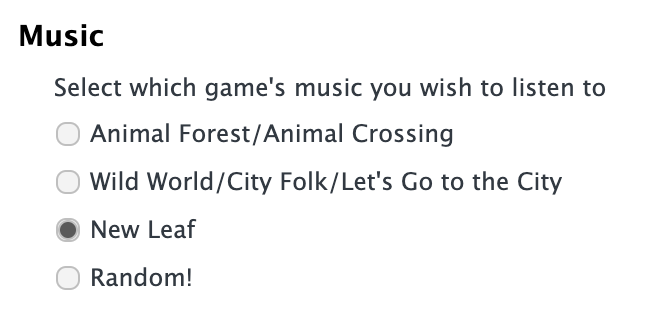 Music
Select which game's music you wish to listen to
Animal Forest/Animal Crossing
Wild World/City Folk/Let's Go to the City
New Leaf
Random!